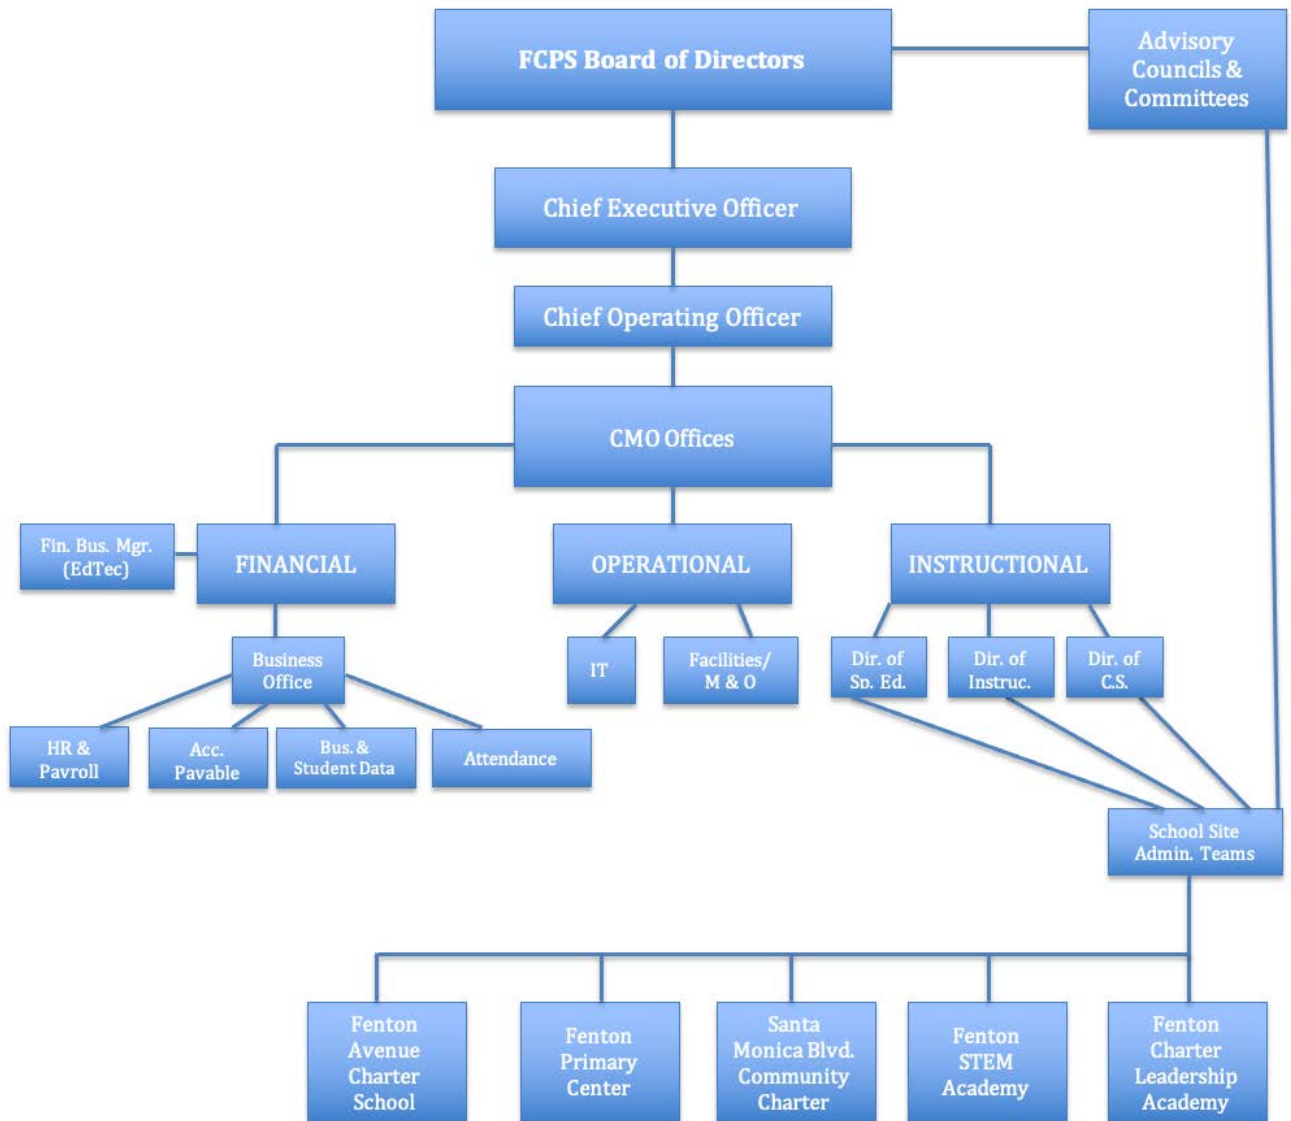 FCPS Board of Directors
Advisory
Councils &
Committees
Chief Executive Officer
Chief Operating Officer
CMO Offices
Fin. Bus. Mgr.
(EdTec)
FINANCIAL
OPERATIONAL
INSTRUCTIONAL
Business
Office
IT
Facilities/
M & O
Dir. of
Sp. Ed.
Dir. of
Instruc.
Dir. of
C.S.
HR &
Payroll
Acc.
Payable
Bus. &
Student Data
Attendance
School Site
Admin. Teams
Fenton
Avenue
Charter
School
Fenton
Primary
Center
Santa
Monica Blvd.
Community
Charter
Fenton
STEM
Academy
Fenton
Charter
Leadership
Academy